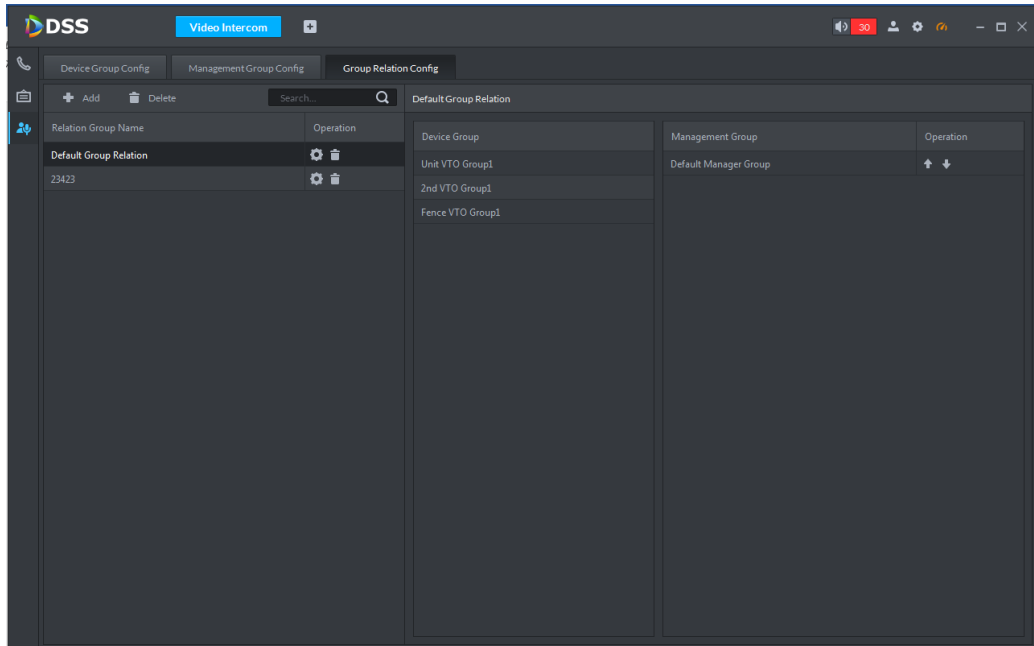 DSS Video Intercom 30
Device Group Config Management Group Config Group Relation Config
Add Delete Search... Default Group Relation
Relation Group Name Operation Device Group Management Group Operation
Default Group Relation Unit VTO Group1 Default Manager Group
23423 2nd VTO Group1
Fence VTO Group1